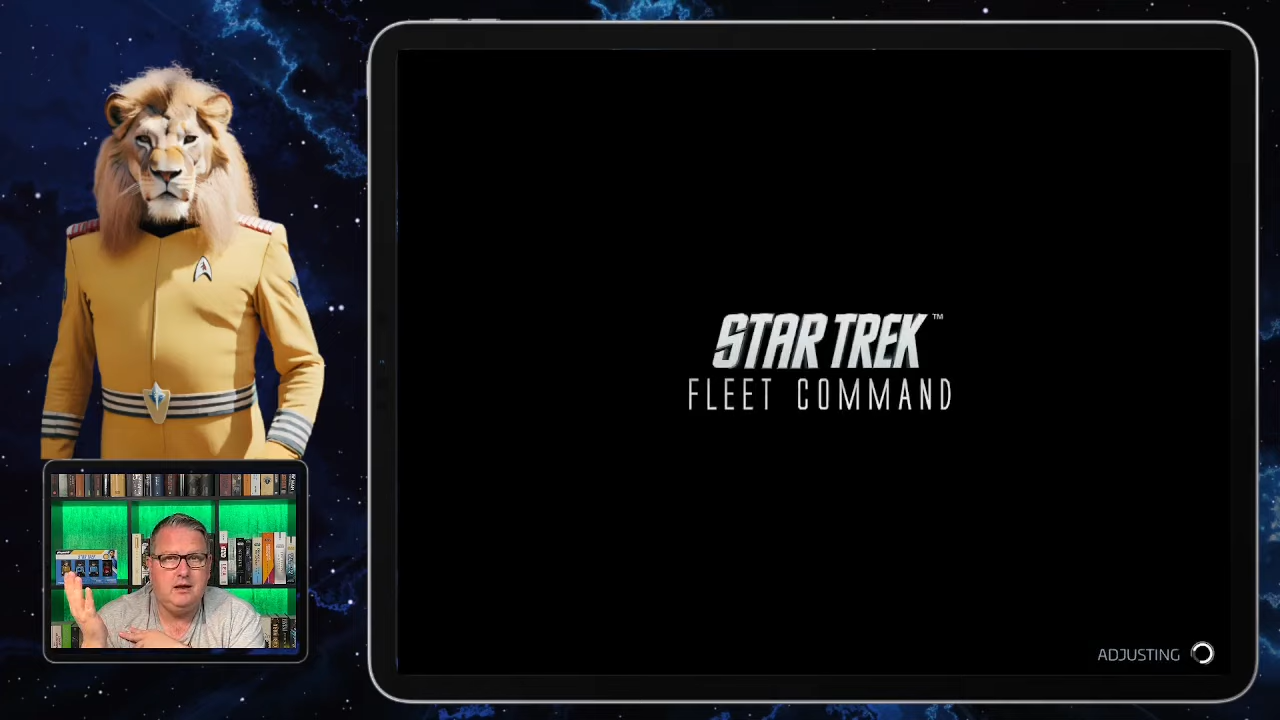 STAR TREK™
FLEET COMMAND
ADJUSTING